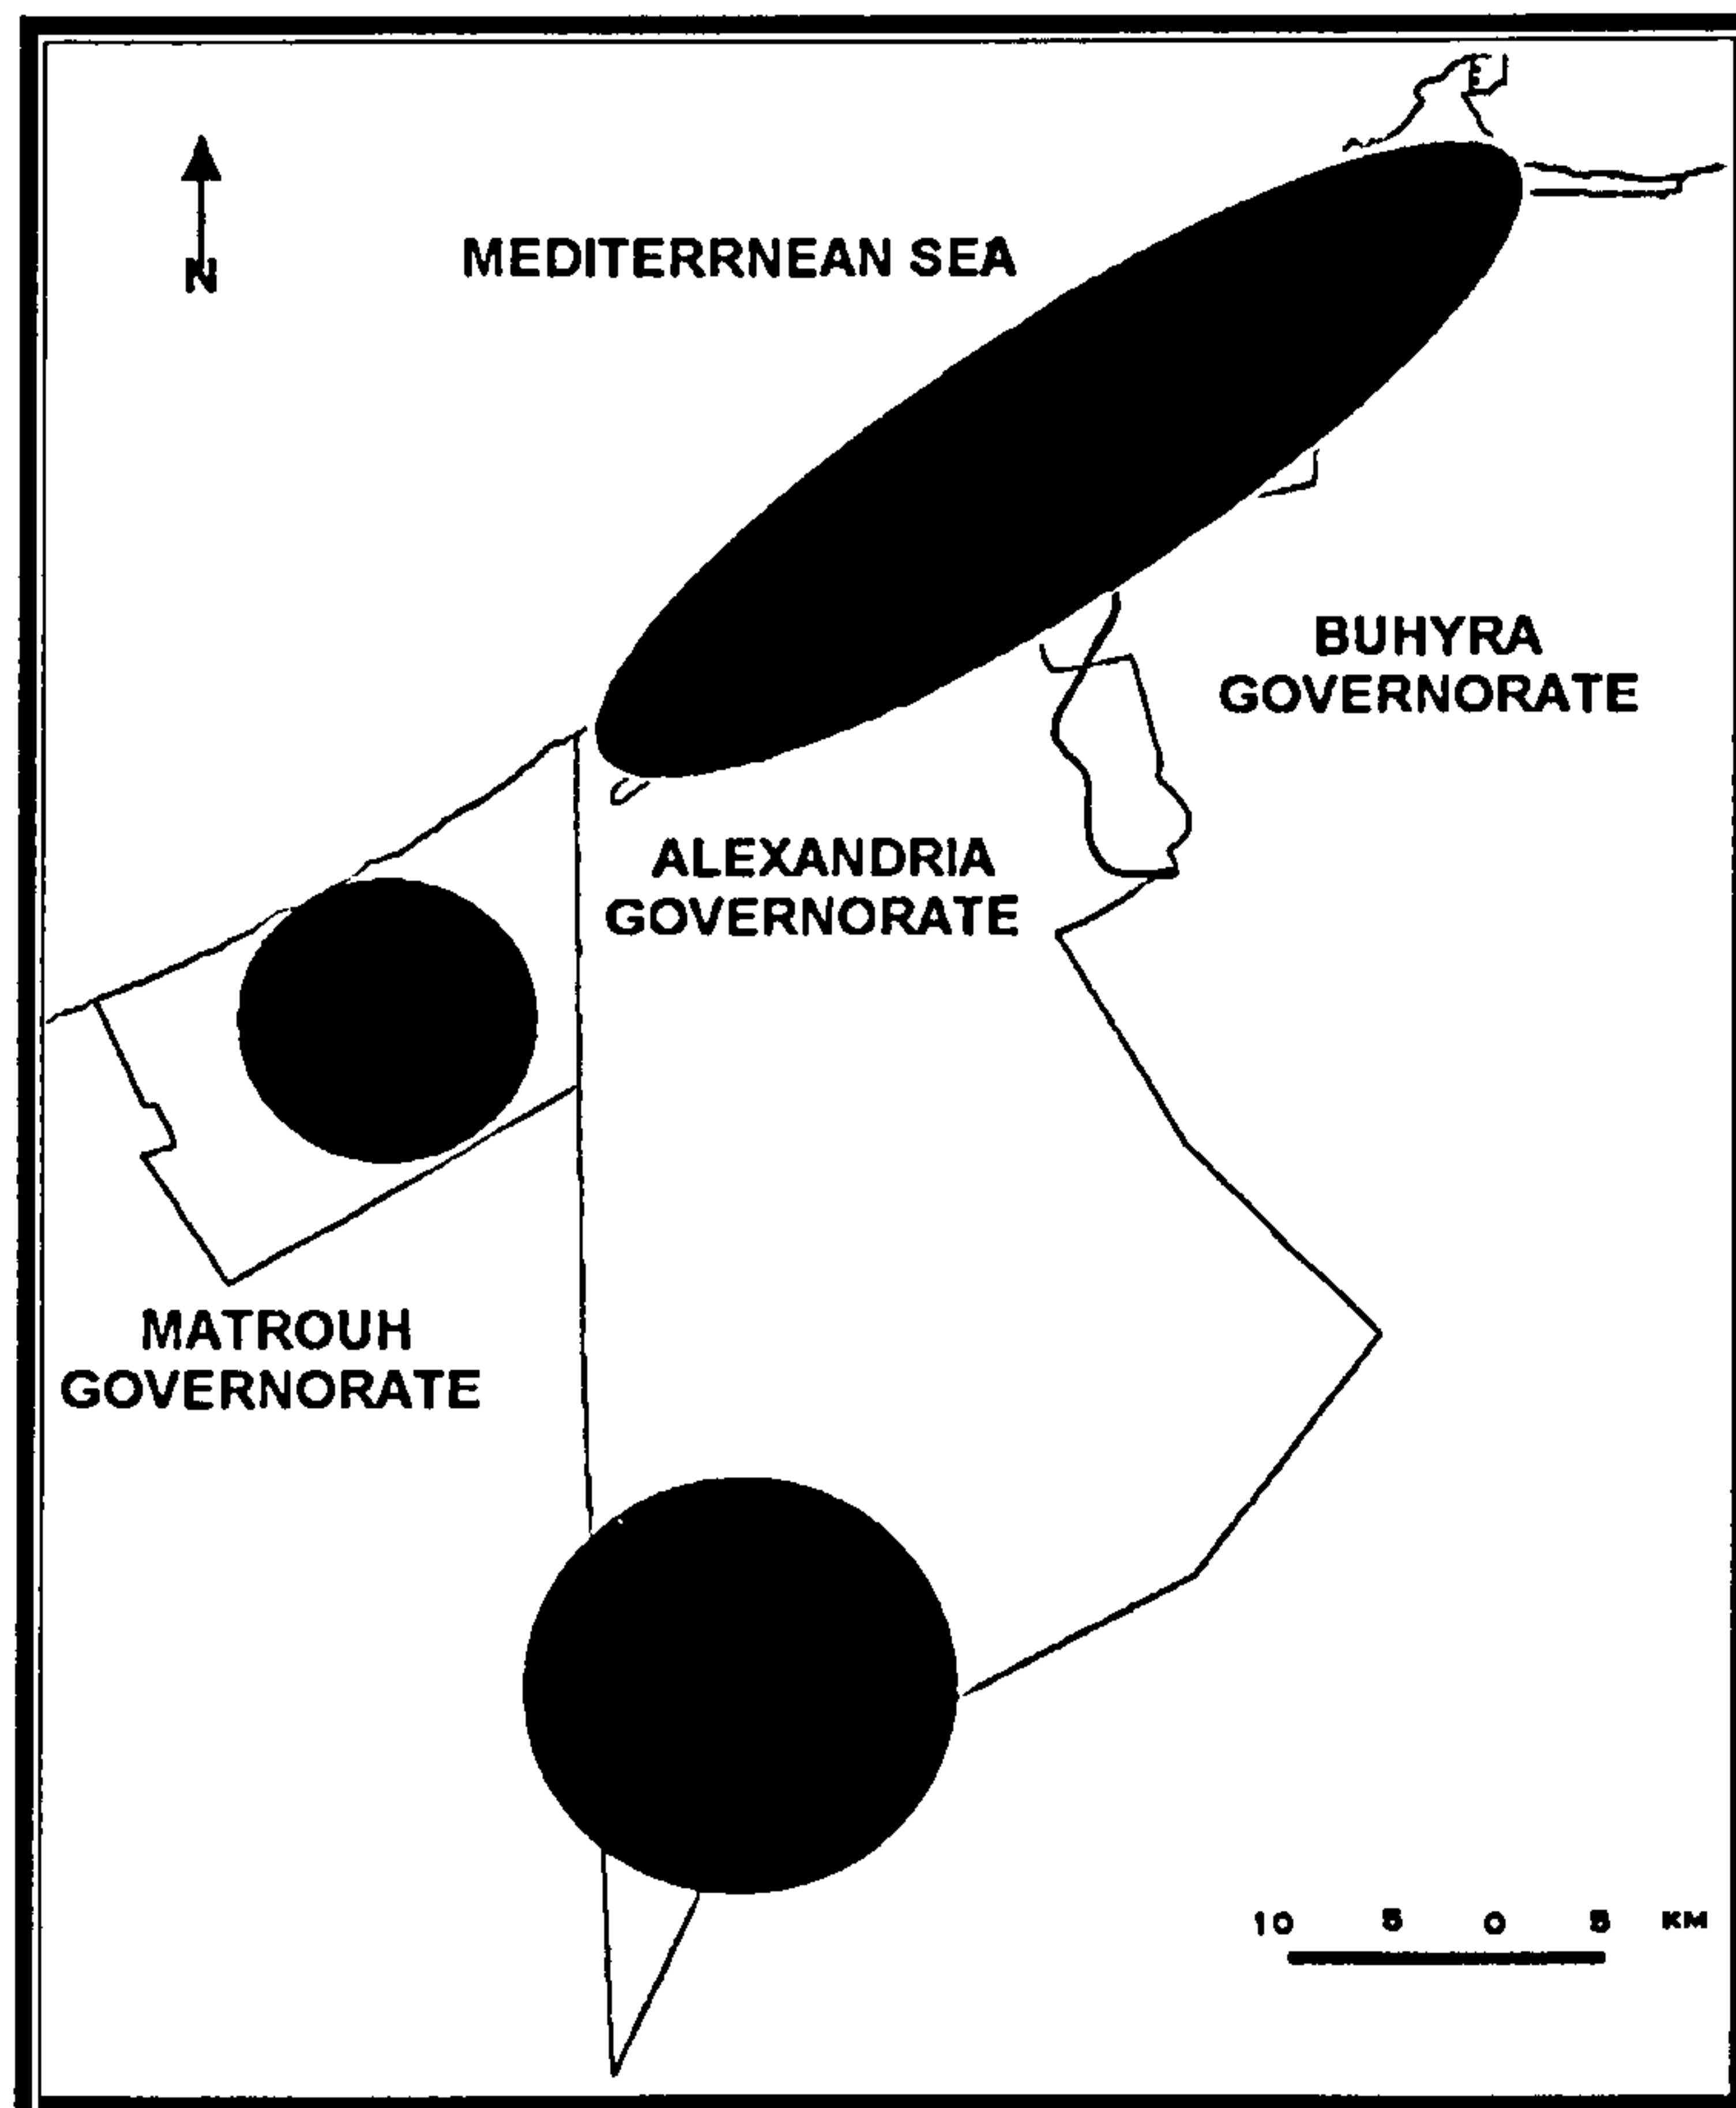 N
MEDITERRNEAN SEA
BUHYRA
GOVERNORATE
ALEXANDRIA
GOVERNORATE
MATROUH
GOVERNORATE
10 5 0 5 KM